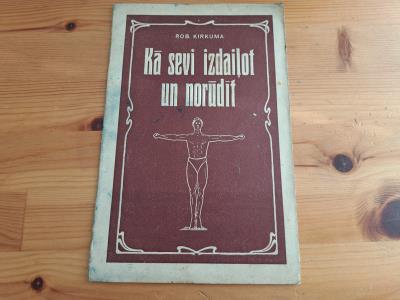 ROB. KIRKUMA
Kā sevi izdaiļot
un norūdīt